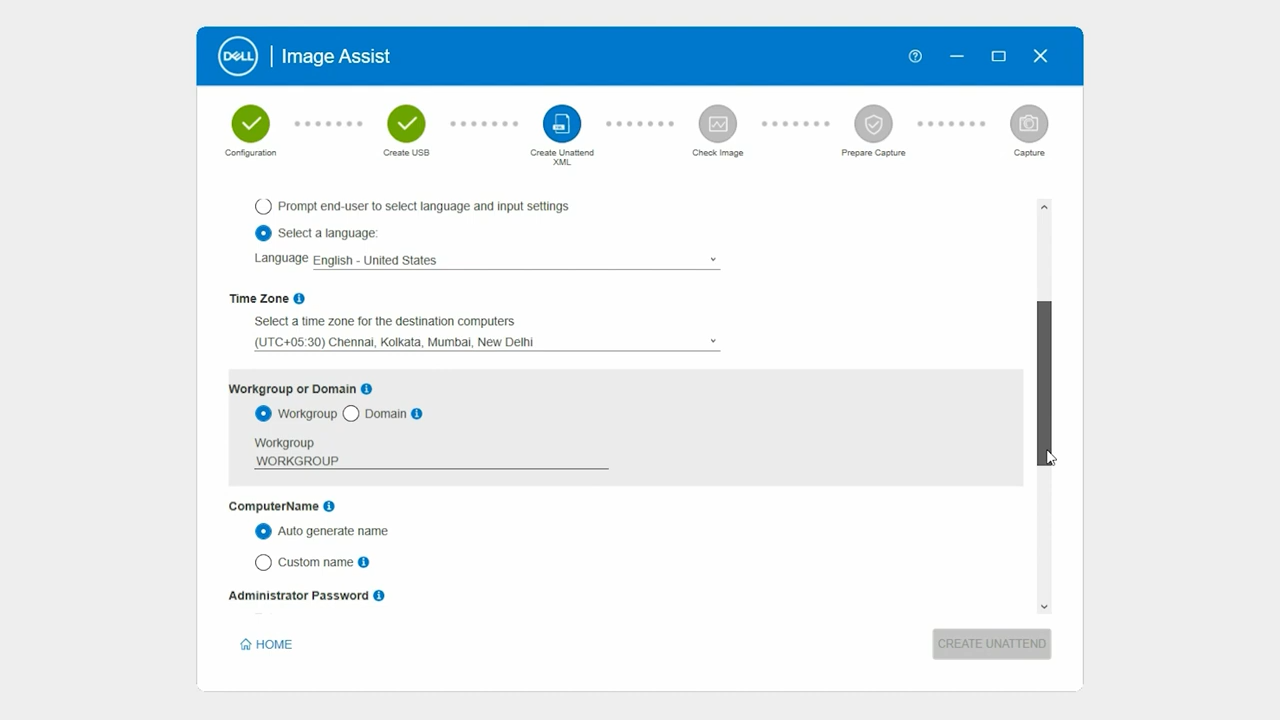 DELL
Image Assist
Configuration
Create USB
Create Unattend
XML
Check Image
Prepare Capture
Capture
Prompt end-user to select language and input settings
Select a language:
Language English - United States
Time Zone
Select a time zone for the destination computers
(UTC+05:30) Chennai, Kolkata, Mumbai, New Delhi
Workgroup or Domain
Workgroup Domain
Workgroup
WORKGROUP
ComputerName
Auto generate name
Custom name
Administrator Password
HOME
CREATE UNATTEND